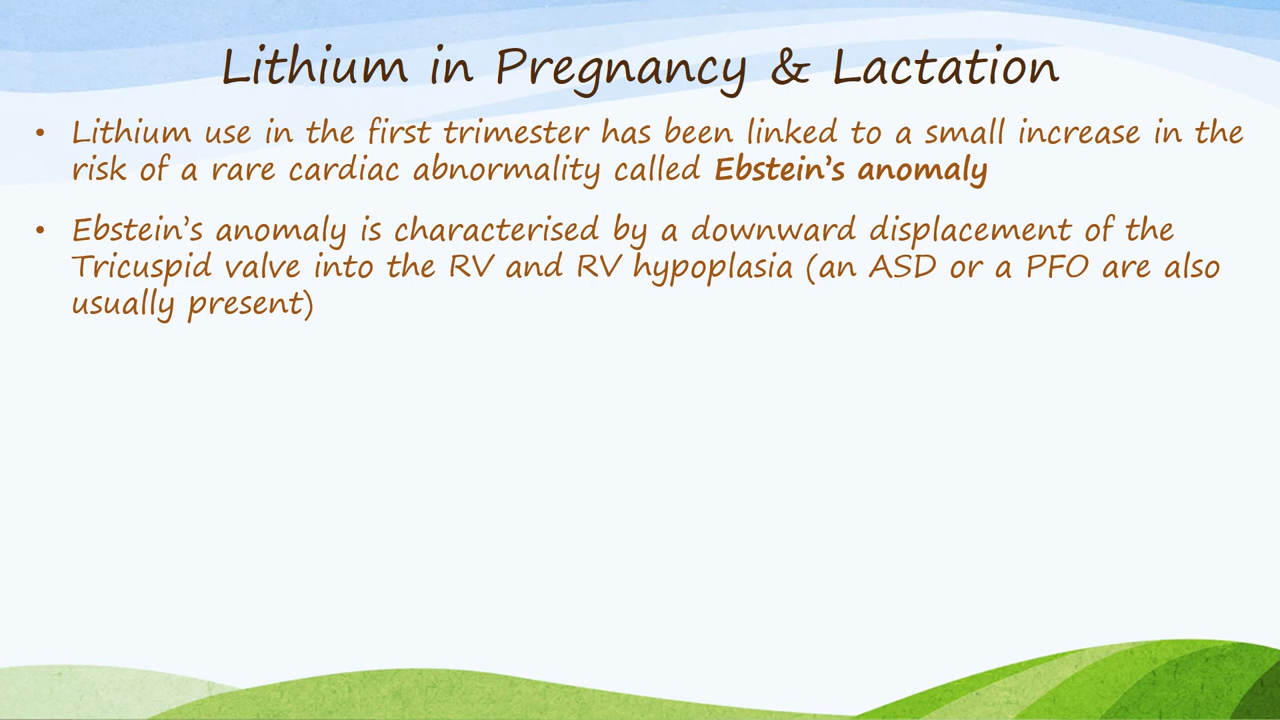 Lithium in Pregnancy & Lactation
• Lithium use in the first trimester has been linked to a small increase in the
risk of a rare cardiac abnormality called Ebstein’s anomaly
• Ebstein’s anomaly is characterised by a downward displacement of the
Tricuspid valve into the RV and RV hypoplasia (an ASD or a PFO are also
usually present)